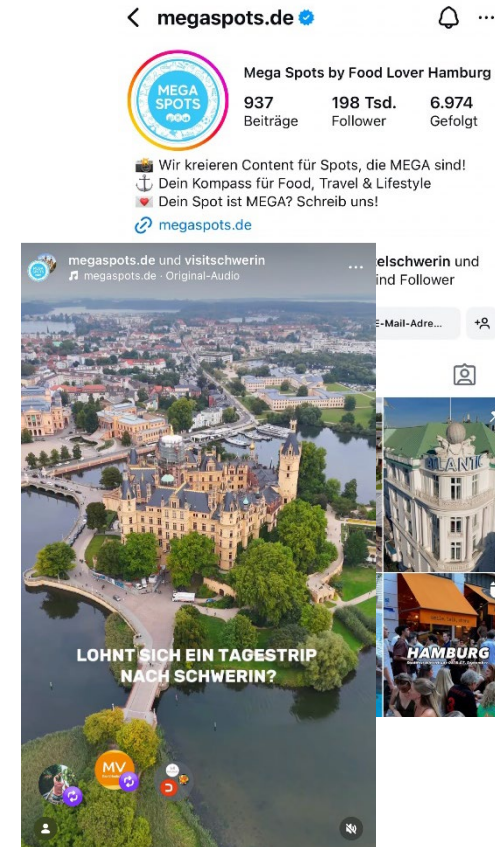 megaspots.de
MEGA
SPOTS
Mega Spots by Food Lover Hamburg
937
198 Tsd.
6.974
Beiträge
Follower
Gefolgt
Wir kreieren Content für Spots, die MEGA sind!
Dein Kompass für Food, Travel & Lifestyle
Dein Spot ist MEGA? Schreib uns!
megaspots.de
megaspots.de und visitschwerin
megaspots.de · Original-Audio
elschwerin und
ind Follower
E-Mail-Adre...
ATLANTIC
LOHNT SICH EIN TAGESTRIP
NACH SCHWERIN?
HAMBURG
MV